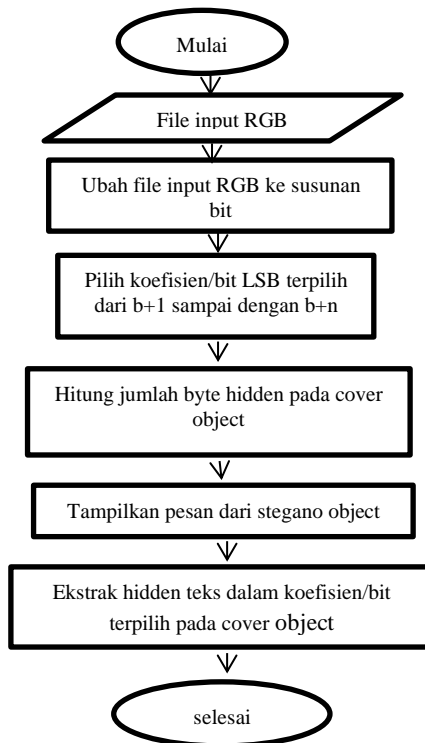 Mulai
File input RGB
Ubah file input RGB ke susunan
bit
Pilih koefisien/bit LSB terpilih
dari b+1 sampai dengan b+n
Hitung jumlah byte hidden pada cover
object
Tampilkan pesan dari stegano object
Ekstrak hidden teks dalam koefisien/bit
terpilih pada cover object
selesai